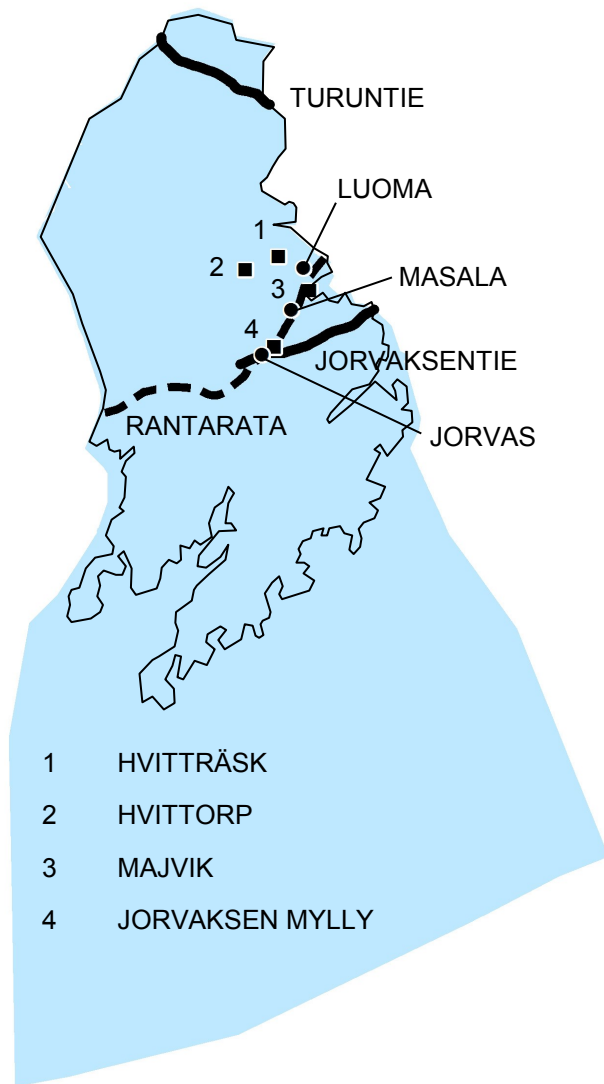 TURUNTIE
LUOMA
1
2
3
MASALA
4
JORVAKSENTIE
RANTARATA
JORVAS
1 HVITTRÄSK
2 HVITTORP
3 MAJVIK
4 JORVAKSEN MYLLY